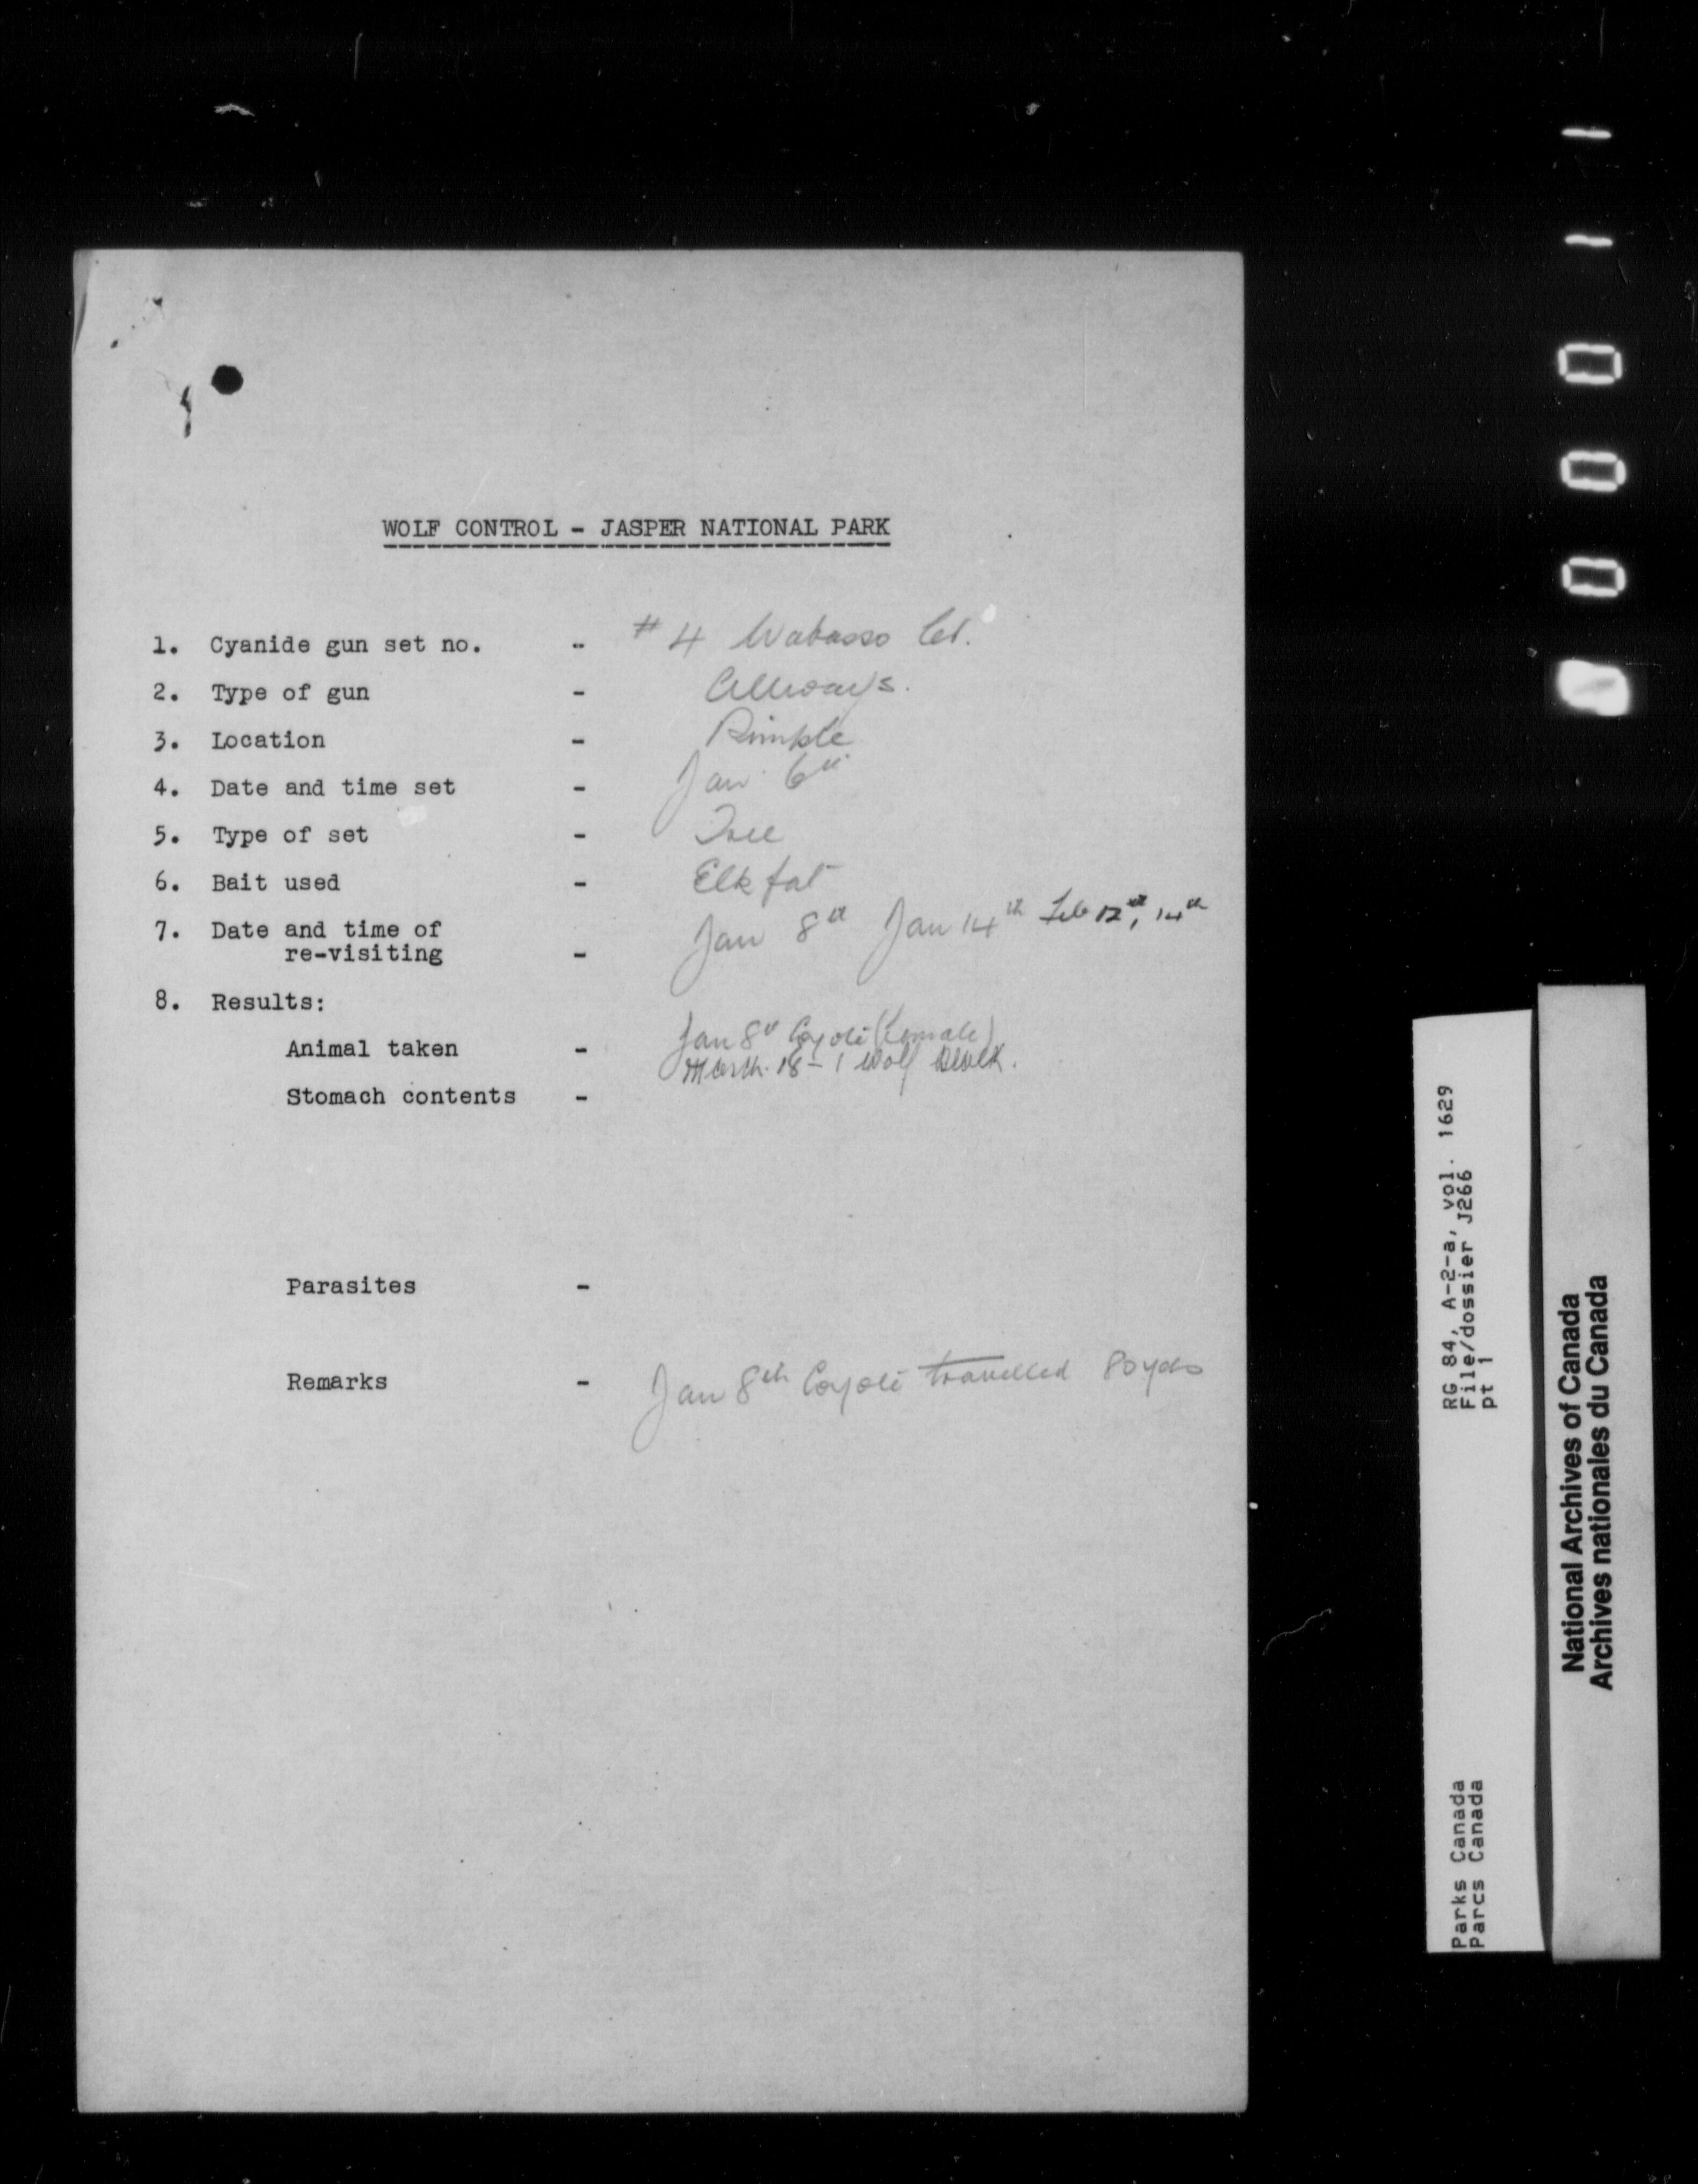 WOLF CONTROL - JASPER NATIONAL PARK
1. Cyanide gun set no. - # 4 Wabasso Cr.
2. Type of gun -
3. Location -
4. Date and time set - Jan 6th
5. Type of set - Tree
6. Bait used - Elk fat
7. Date and time of
re-visiting - Jan 8th Jan 14th Feb 12th, 14th
8. Results:
Animal taken - Jan 8th Coyote (Female)
March. 18 - 1 Wolf Black.
Stomach contents -
Parasites -
Remarks - Jan 8th Coyote travelled 80 yds
RG 84, A-2-a, vol. 1629
File/dossier J266
pt 1
Parks Canada
Parcs Canada
National Archives of Canada
Archives nationales du Canada